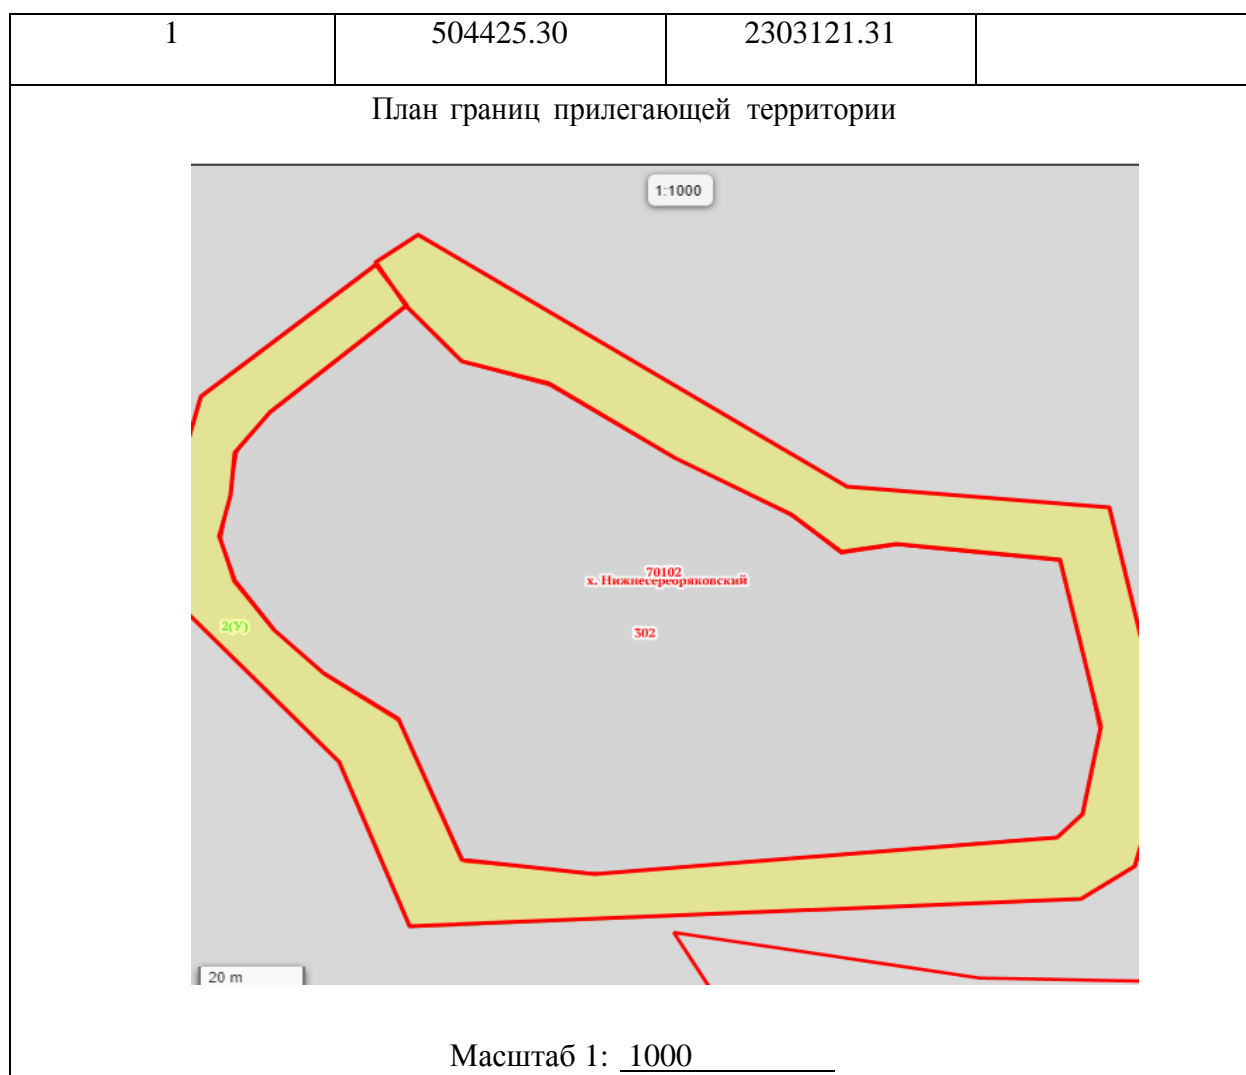 1 504425.30 2303121.31
План границ прилегающей территории
1:1000
70102
х. Нижнесеребряковский
302
2(У)
20 m
Масштаб 1: 1000